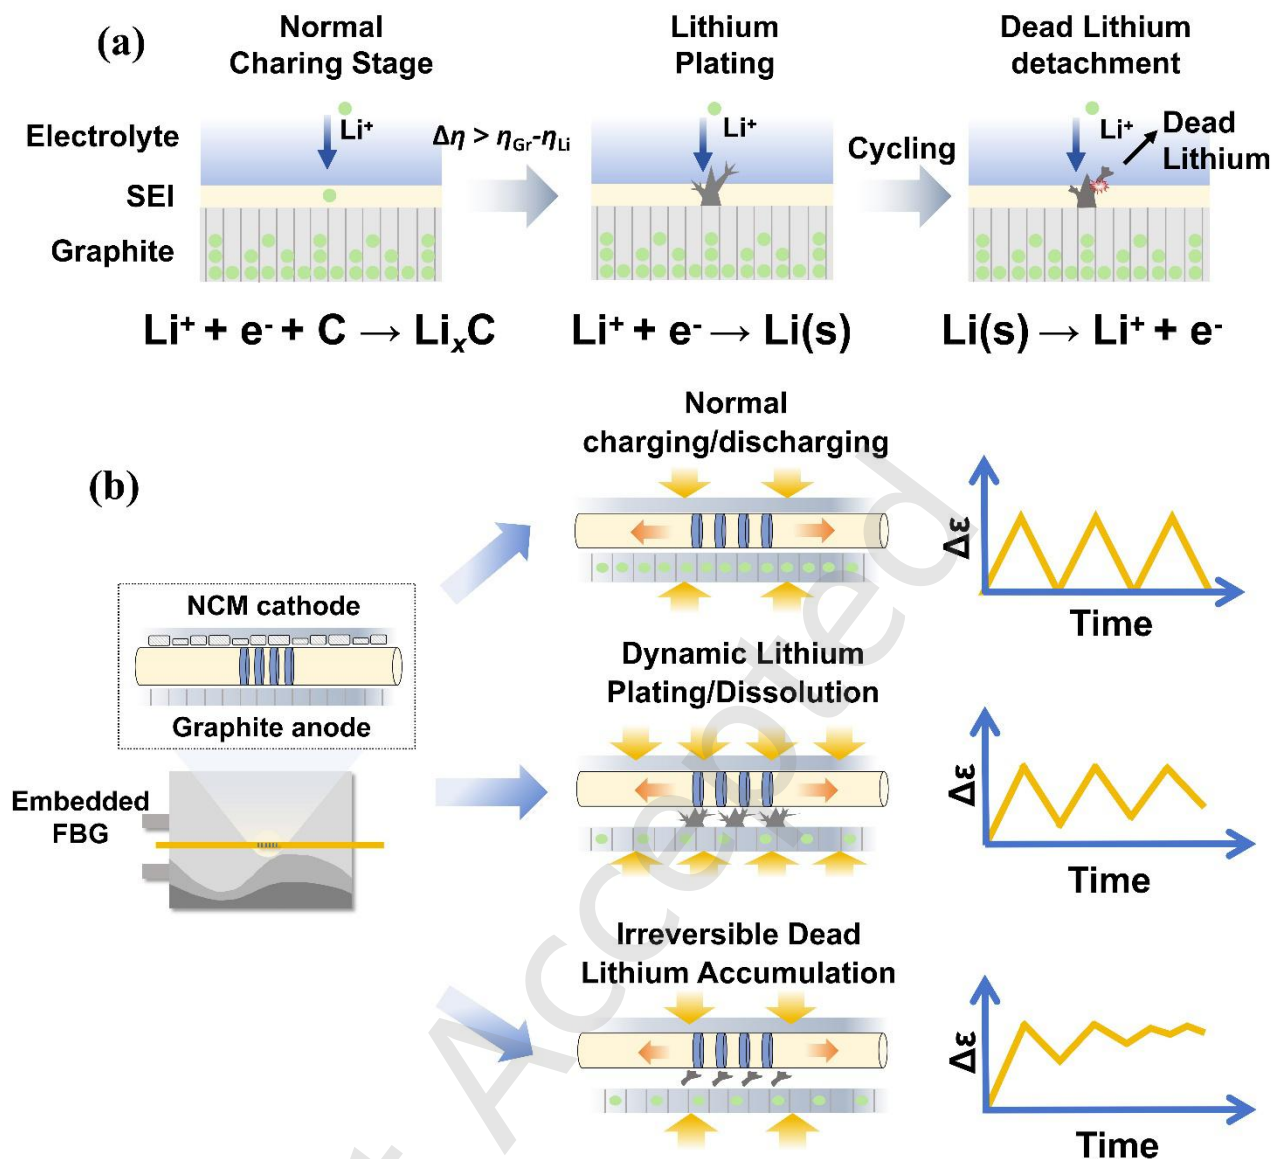 (a)
Normal
Charing Stage
Lithium
Plating
Dead Lithium
detachment
Electrolyte
SEI
Graphite
Li⁺
Δη > ηGr-ηLi
Li⁺
Cycling
Li⁺
Dead
Lithium
Li⁺ + e⁻ + C → LiₓC
Li⁺ + e⁻ → Li(s)
Li(s) → Li⁺ + e⁻
(b)
Normal
charging/discharging
Δε
Time
NCM cathode
Graphite anode
Embedded
FBG
Dynamic Lithium
Plating/Dissolution
Δε
Time
Irreversible Dead
Lithium Accumulation
Δε
Time
Accepted